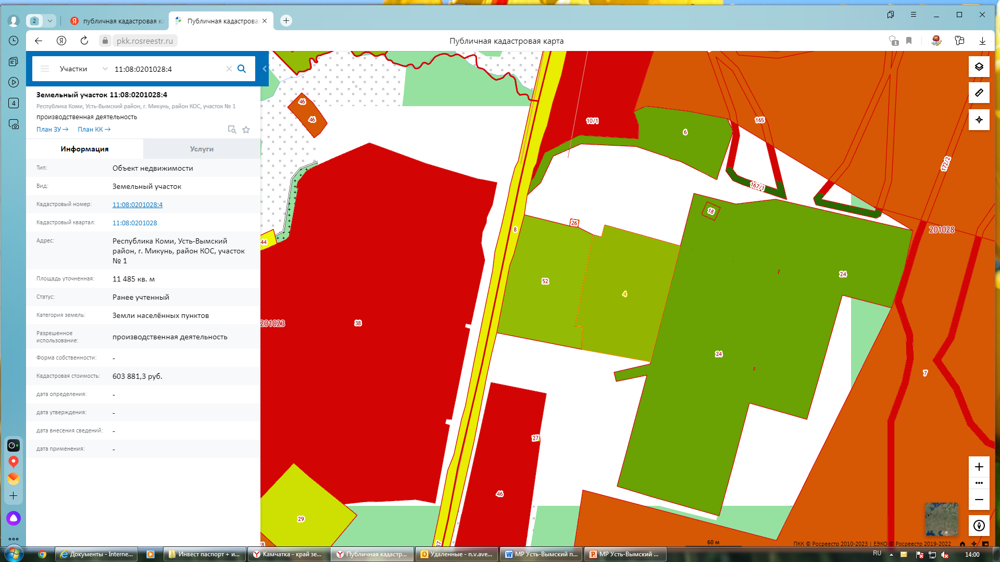 2
публичная кадастровая ка
Публичная кадастрова
pkk.rosreestr.ru
Публичная кадастровая карта
1
4
Участки
11:08:0201028:4
Земельный участок 11:08:0201028:4
Республика Коми, Усть-Вымский район, г. Микунь, район КОС, участок № 1
производственная деятельность
План ЗУ →
План КК →
Информация
Услуги
Тип: Объект недвижимости
Вид: Земельный участок
Кадастровый номер: 11:08:0201028:4
Кадастровый квартал: 11:08:0201028
Адрес: Республика Коми, Усть-Вымский
район, г. Микунь, район КОС, участок
№ 1
Площадь уточненная: 11 485 кв. м
Статус: Ранее учтенный
Категория земель: Земли населённых пунктов
Разрешенное
использование: производственная деятельность
Форма собственности: -
Кадастровая стоимость: 603 881,3 руб.
дата определения: -
дата утверждения: -
дата внесения сведений: -
дата применения: -
46
46
10/1
6
165
172/2
167/1
18
26
8
201028
44
52
4
24
201023
38
24
7
27
46
29
37
60 м
ПКК © Росреестр 2010-2023 | ЕЭКО © Росреестр 2019-2022
Документы - Interne...
Инвест паспорт + и...
Камчатка - край зе...
Публичная кадастр...
Удаленные - n.v.ave...
МР Усть-Вымский п...
МР Усть-Вымский ...
RU
14:00